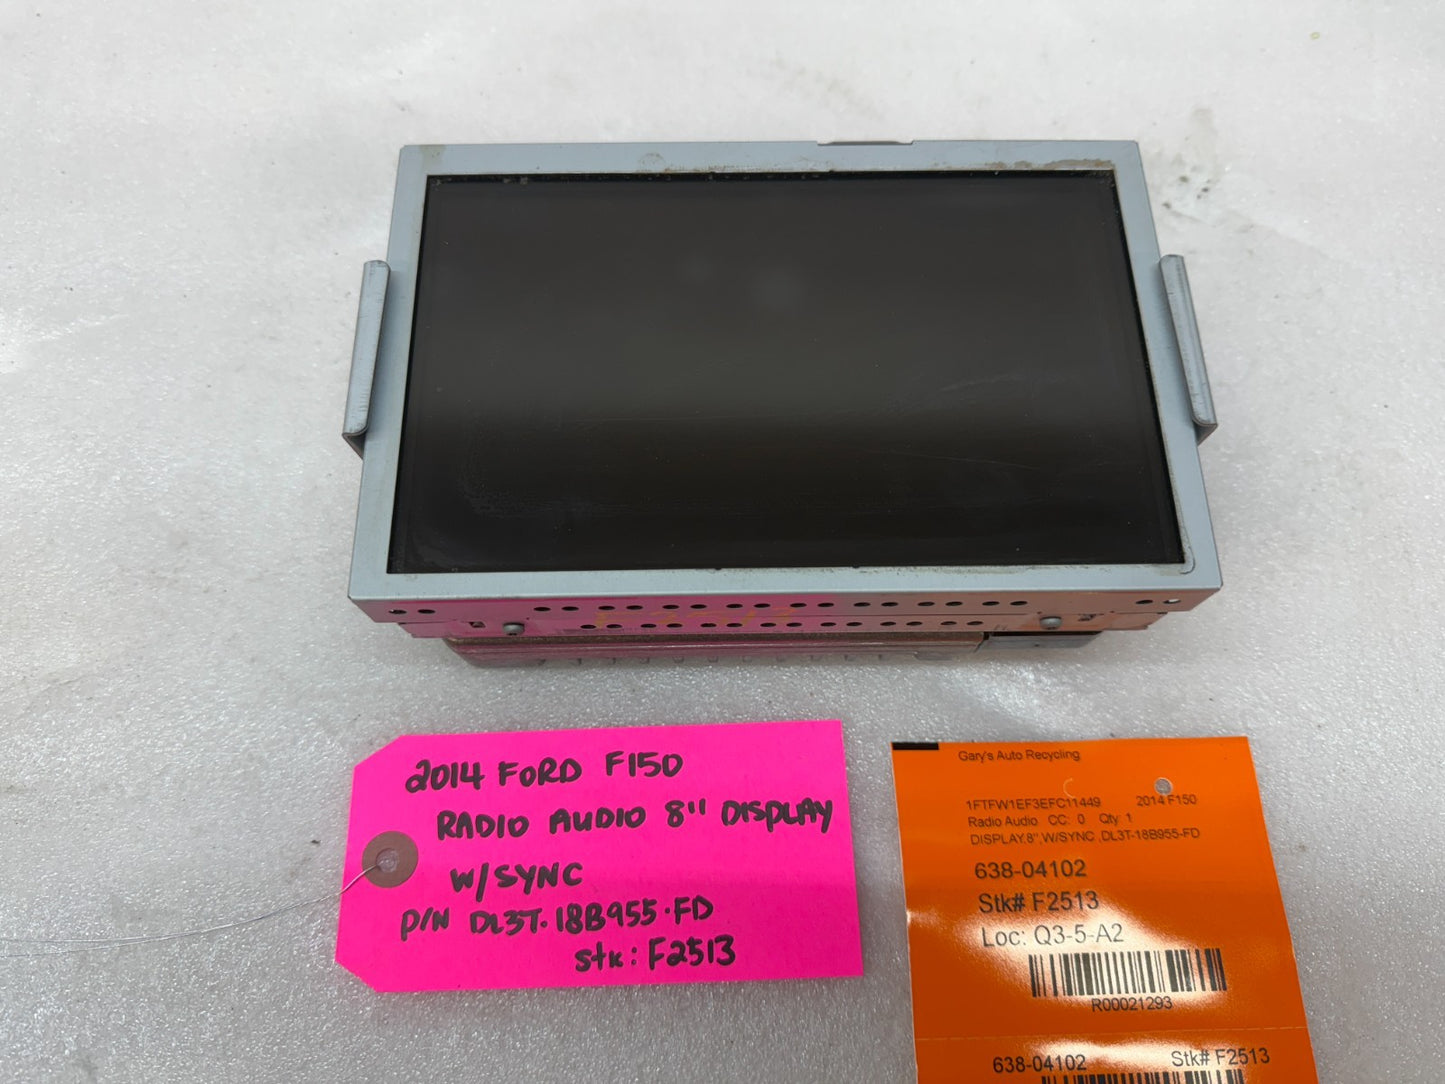 2014 FORD F150
RADIO AUDIO 8" DISPLAY
W/SYNC
P/N DL3T-18B955-FD
Stk: F2513
Gary's Auto Recycling
1FTFW1EF3EFC11449 2014 F150
Radio Audio CC: 0 Qty: 1
DISPLAY,8",W/SYNC ,DL3T-18B955-FD
638-04102
Stk# F2513
Loc: Q3-5-A2
R00021293
638-04102 Stk# F2513